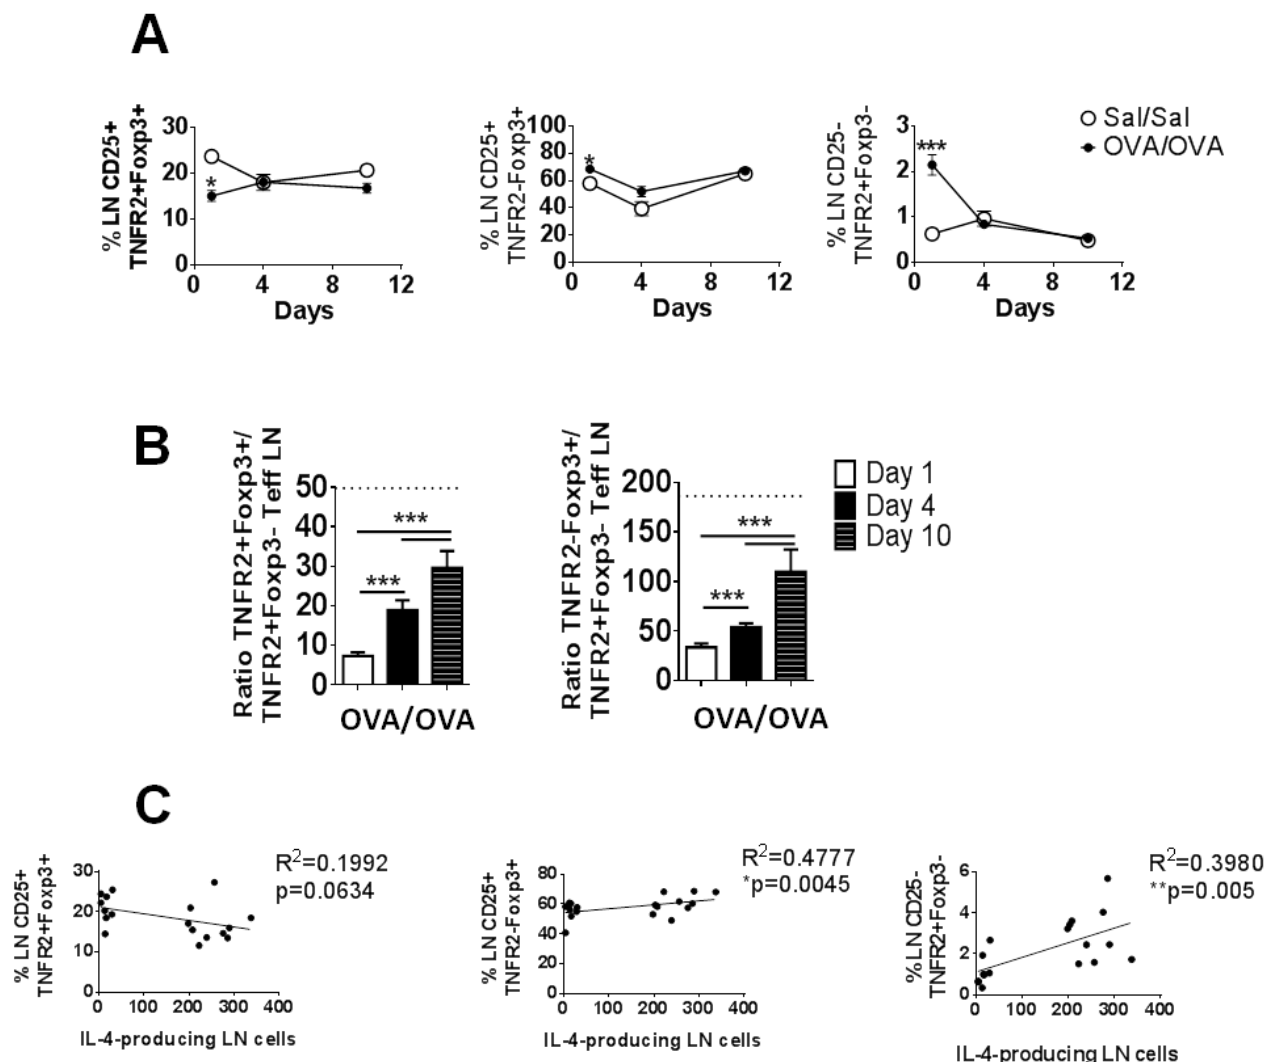 A
% LN CD25+
TNFR2+Foxp3+
30
20
10
0
*
0 4 8 12
Days
% LN CD25+
TNFR2-Foxp3+
100
80
60
40
20
0
*
0 4 8 12
Days
% LN CD25-
TNFR2+Foxp3-
3
2
1
0
***
0 4 8 12
Days
Sal/Sal
OVA/OVA
B
Ratio TNFR2+Foxp3+/
TNFR2+Foxp3- Teff LN
50
40
30
20
10
0
***
***
OVA/OVA
Ratio TNFR2-Foxp3+/
TNFR2+Foxp3- Teff LN
200
150
100
50
0
***
***
OVA/OVA
Day 1
Day 4
Day 10
C
% LN CD25+
TNFR2+Foxp3+
30
20
10
0
0 100 200 300 400
IL-4-producing LN cells
R2=0.1992
p=0.0634
% LN CD25+
TNFR2-Foxp3+
80
60
40
20
0
0 100 200 300 400
IL-4-producing LN cells
R2=0.4777
*p=0.0045
%LN CD25-
TNFR2+Foxp3-
6
4
2
0
0 100 200 300 400
IL-4-producing LN cells
R2=0.3980
**p=0.005